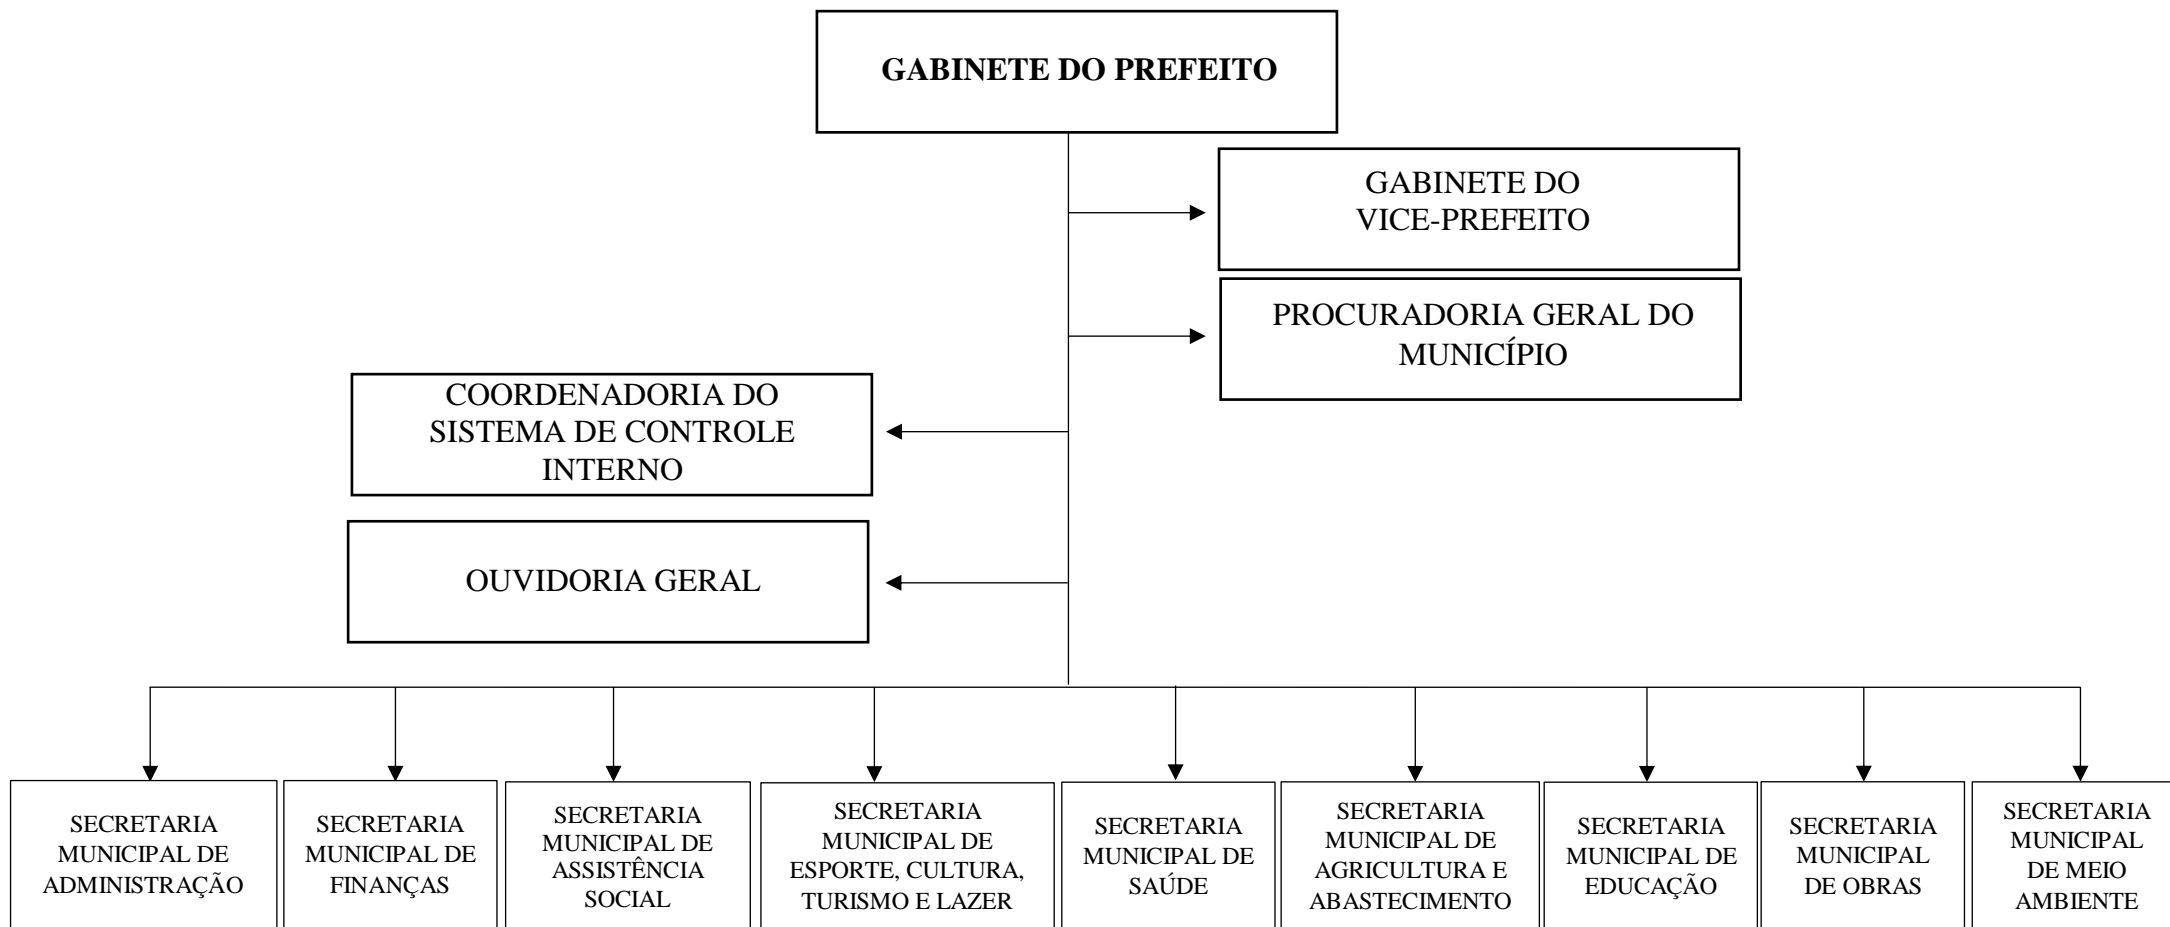 GABINETE DO PREFEITO
GABINETE DO
VICE-PREFEITO
PROCURADORIA GERAL DO
MUNICÍPIO
COORDENADORIA DO
SISTEMA DE CONTROLE
INTERNO
OUVIDORIA GERAL
SECRETARIA
MUNICIPAL DE
ADMINISTRAÇÃO
SECRETARIA
MUNICIPAL DE
FINANÇAS
SECRETARIA
MUNICIPAL DE
ASSISTÊNCIA
SOCIAL
SECRETARIA
MUNICIPAL DE
ESPORTE, CULTURA,
TURISMO E LAZER
SECRETARIA
MUNICIPAL DE
SAÚDE
SECRETARIA
MUNICIPAL DE
AGRICULTURA E
ABASTECIMENTO
SECRETARIA
MUNICIPAL DE
EDUCAÇÃO
SECRETARIA
MUNICIPAL
DE OBRAS
SECRETARIA
MUNICIPAL
DE MEIO
AMBIENTE